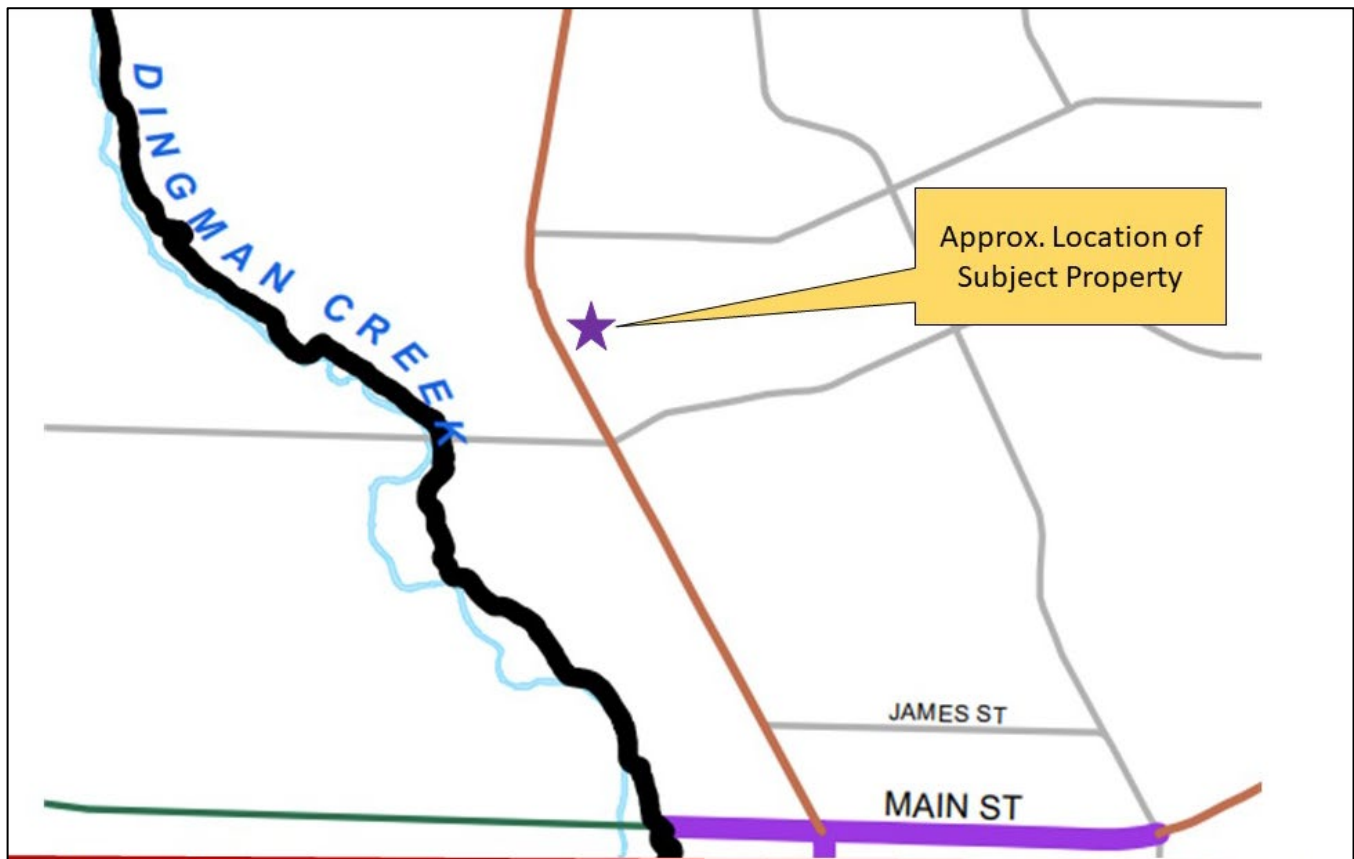 DINGMAN CREEK
Approx. Location of
Subject Property
JAMES ST
MAIN ST